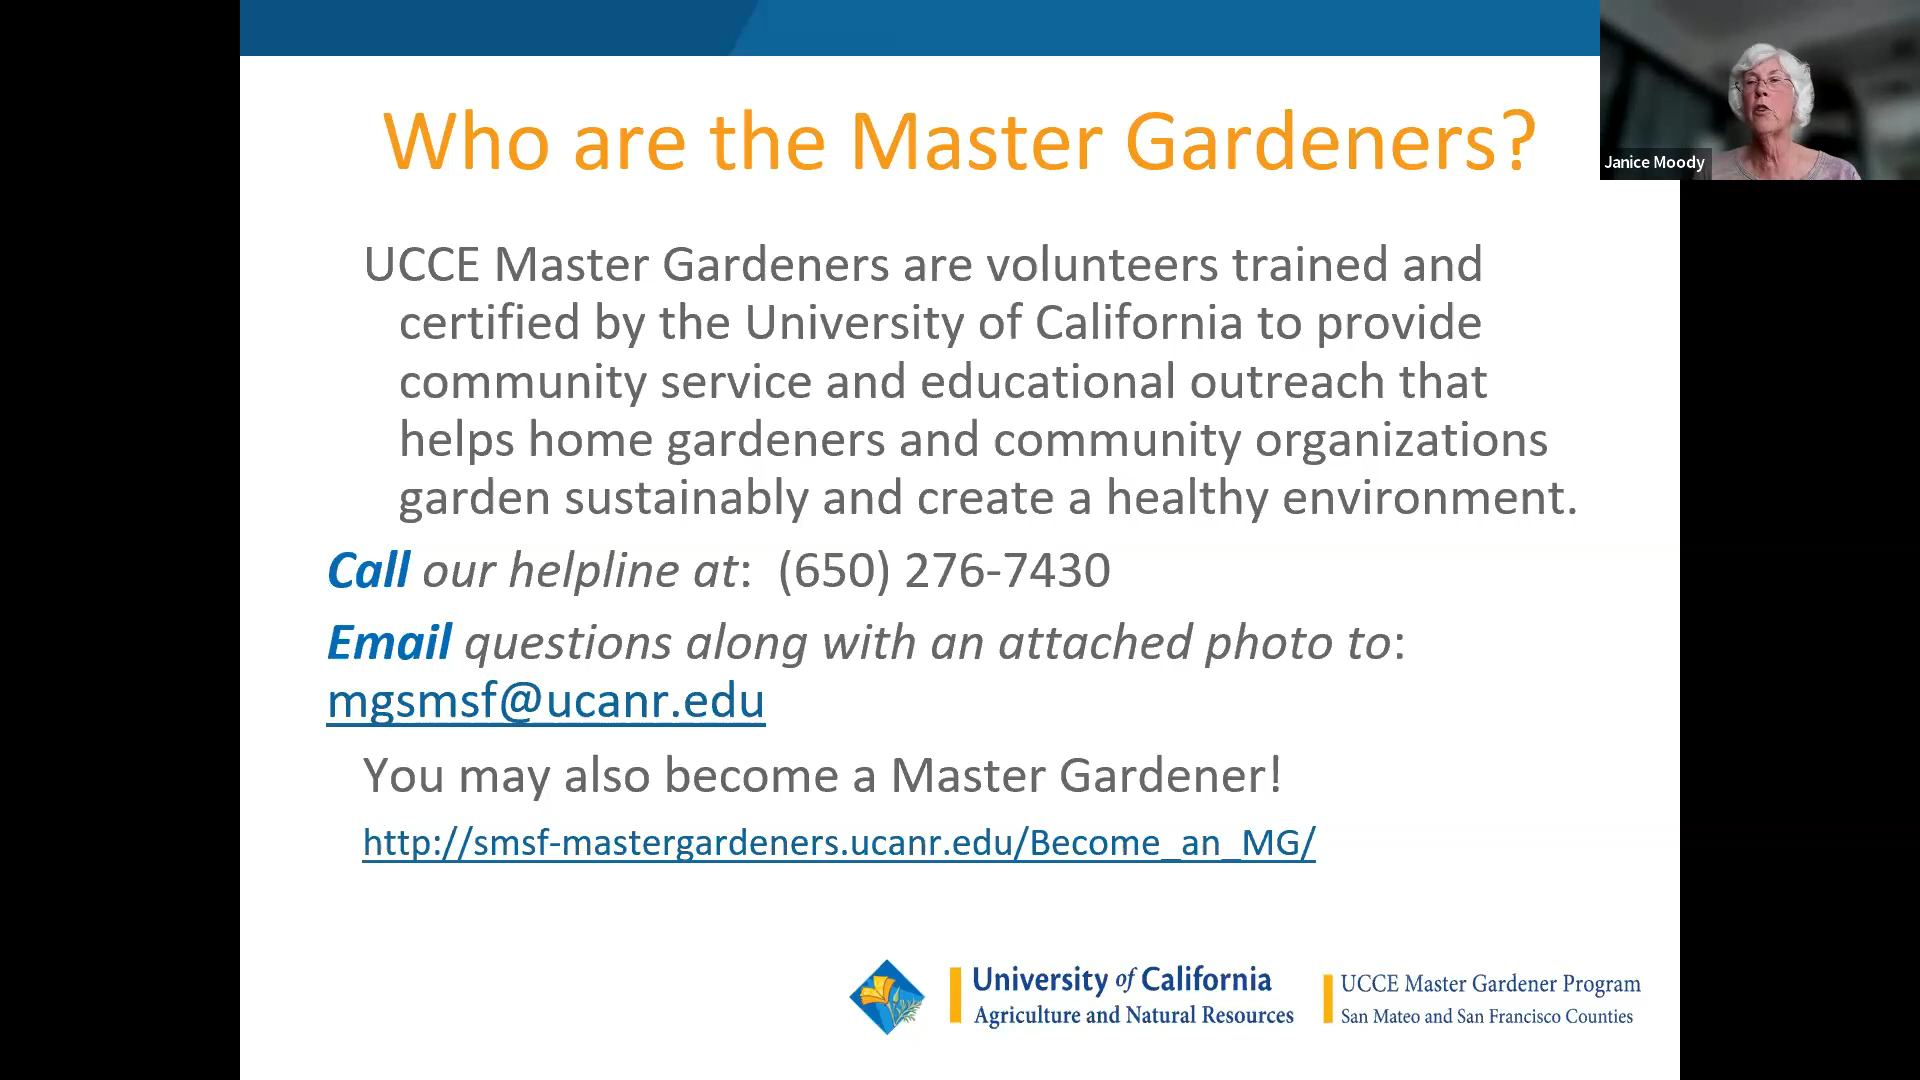 Who are the Master Gardeners?
Janice Moody
UCCE Master Gardeners are volunteers trained and
certified by the University of California to provide
community service and educational outreach that
helps home gardeners and community organizations
garden sustainably and create a healthy environment.
Call our helpline at: (650) 276-7430
Email questions along with an attached photo to:
mgsmsf@ucanr.edu
You may also become a Master Gardener!
http://smsf-mastergardeners.ucanr.edu/Become_an_MG/
University of California
Agriculture and Natural Resources
UCCE Master Gardener Program
San Mateo and San Francisco Counties